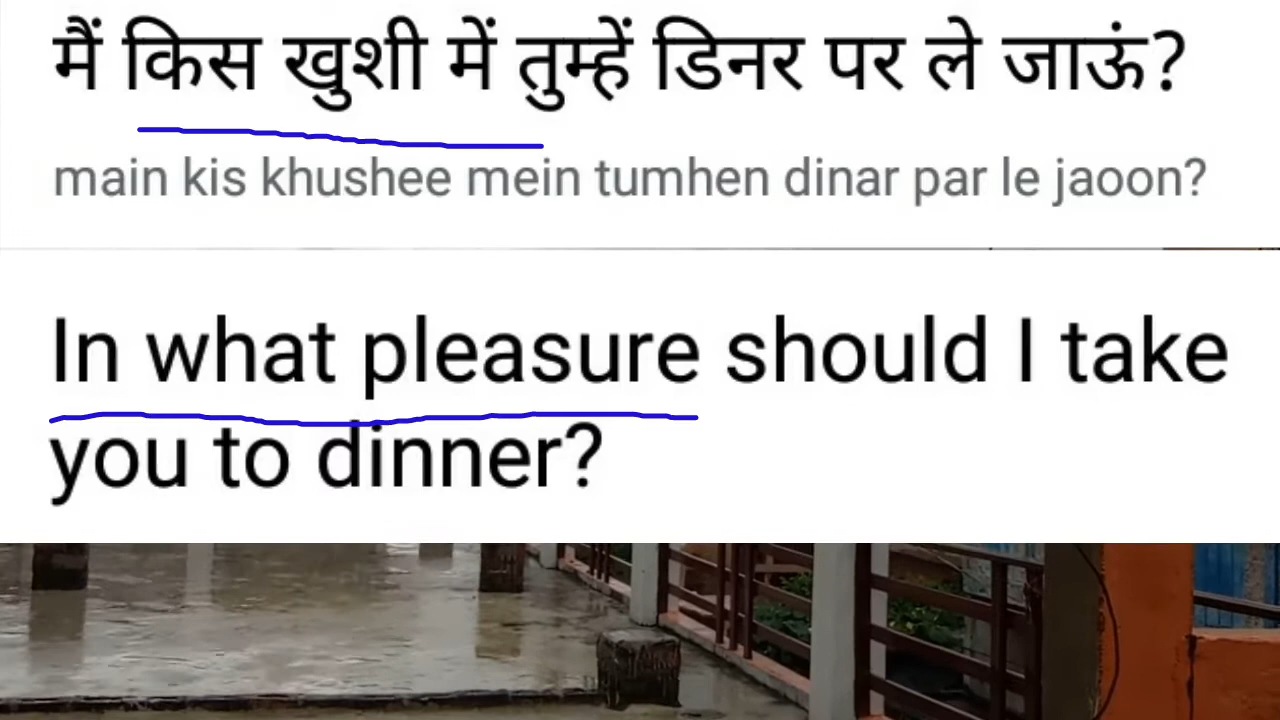 मैं किस खुशी में तुम्हें डिनर पर ले जाऊं?
main kis khushee mein tumhen dinar par le jaoon?
In what pleasure should I take
you to dinner?